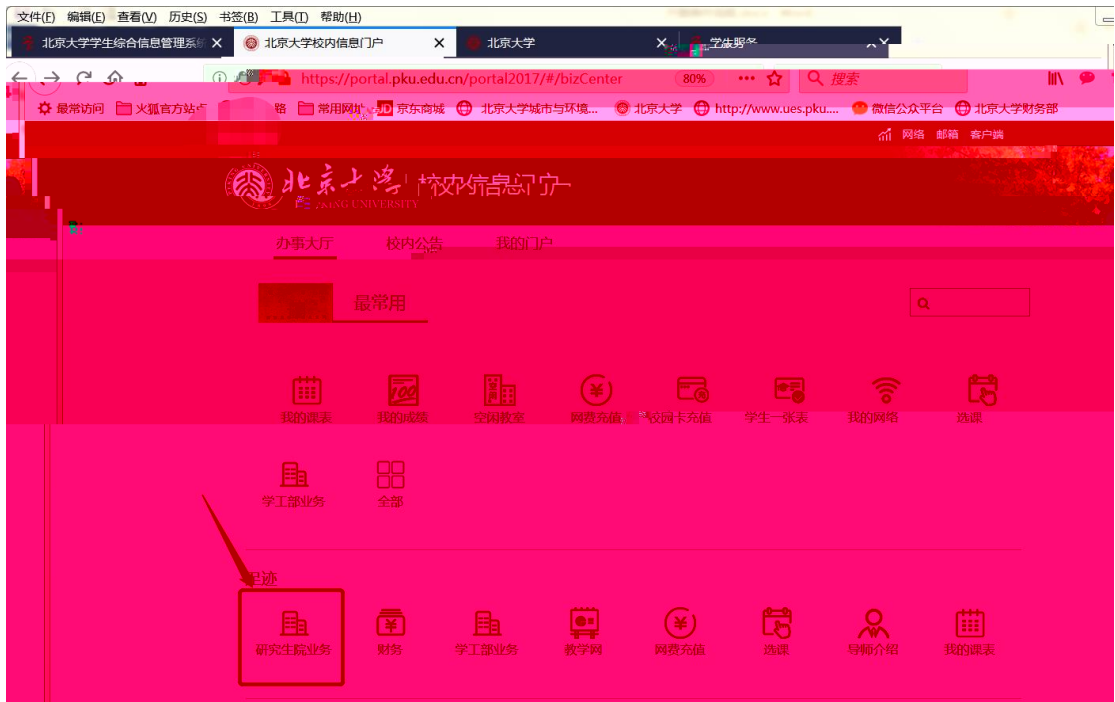 文件(F) 编辑(E) 查看(V) 历史(S) 书签(B) 工具(T) 帮助(H)
北京大学学生综合信息管理系统 北京大学校内信息门户 北京大学 学生服务
https://portal.pku.edu.cn/portal2017/#/bizCenter 80% 搜索
最常访问 火狐官方站点 常用网址 JD 京东商城 北京大学城市与环境... 北京大学 http://www.ues.pku.... 微信公众平台 北京大学财务部
网络 邮箱 客户端
北京大学 校内信息门户
UNIVERSITY
办事大厅 校内公告 我的门户
最常用
我的课表 我的成绩 空闲教室 网费充值 校园卡充值 学生一张表 我的网络 选课
学工部业务 全部
足迹
研究生院业务 财务 学工部业务 教学网 网费充值 选课 导师介绍 我的课表